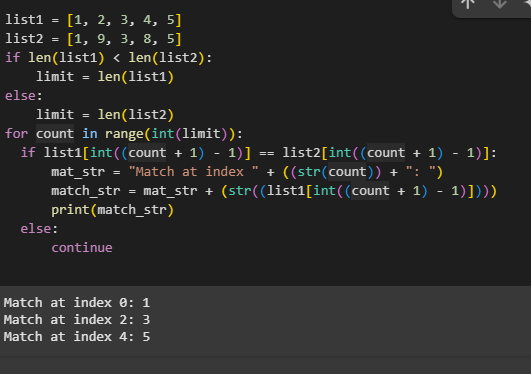 list1 = [1, 2, 3, 4, 5]
list2 = [1, 9, 3, 8, 5]
if len(list1) < len(list2):
    limit = len(list1)
else:
    limit = len(list2)
for count in range(int(limit)):
  if list1[int((count + 1) - 1)] == list2[int((count + 1) - 1)]:
      mat_str = "Match at index " + ((str(count)) + ": ")
      match_str = mat_str + (str((list1[int((count + 1) - 1)])))
      print(match_str)
  else:
      continue
Match at index 0: 1
Match at index 2: 3
Match at index 4: 5